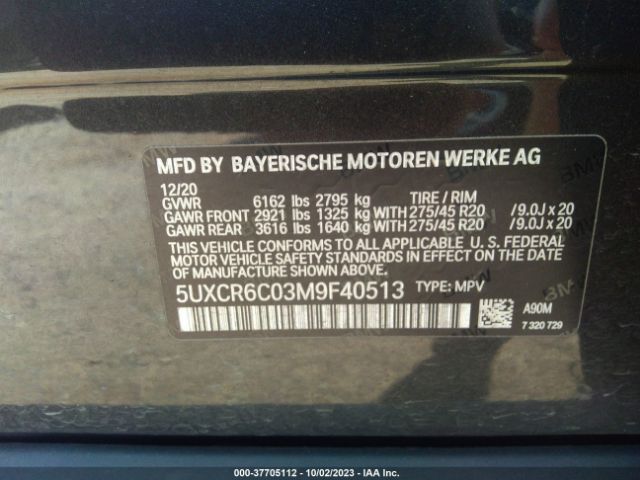 MFD BY BAYERISCHE MOTOREN WERKE AG
12/20
GVWR 6162 lbs 2795 kg TIRE / RIM
GAWR FRONT 2921 lbs 1325 kg WITH 275/45 R20 /9.0J x 20
GAWR REAR 3616 lbs 1640 kg WITH 275/45 R20 /9.0J x 20
THIS VEHICLE CONFORMS TO ALL APPLICABLE U. S. FEDERAL
MOTOR VEHICLE SAFETY STANDARDS IN EFFECT ON THE DATE
OF MANUFACTURE SHOWN ABOVE.
5UXCR6C03M9F40513 TYPE: MPV
A90M
7 320 729
000-37705112 - 10/02/2023 - IAA Inc.